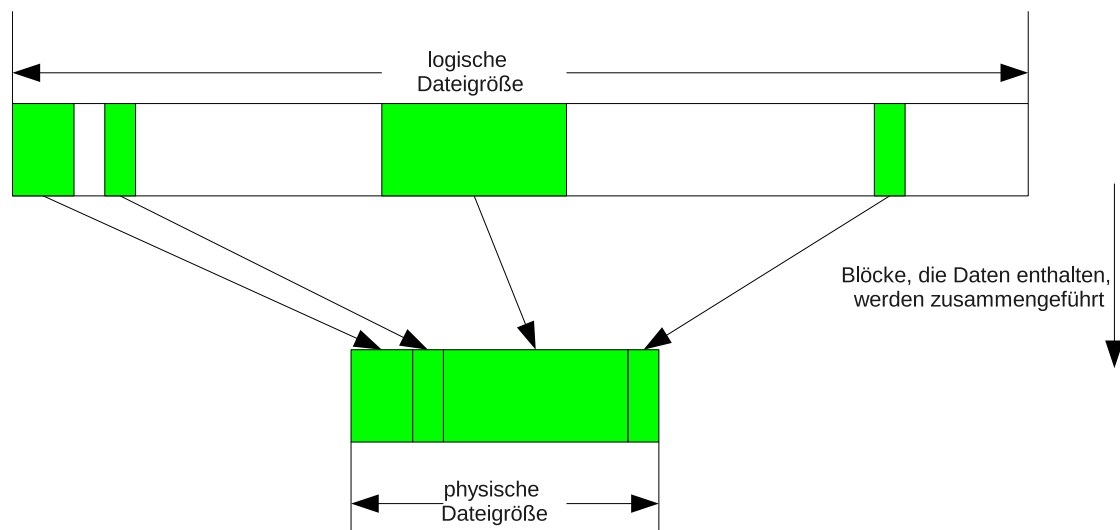 logische
Dateigröße
Blöcke, die Daten enthalten,
werden zusammengeführt
physische
Dateigröße